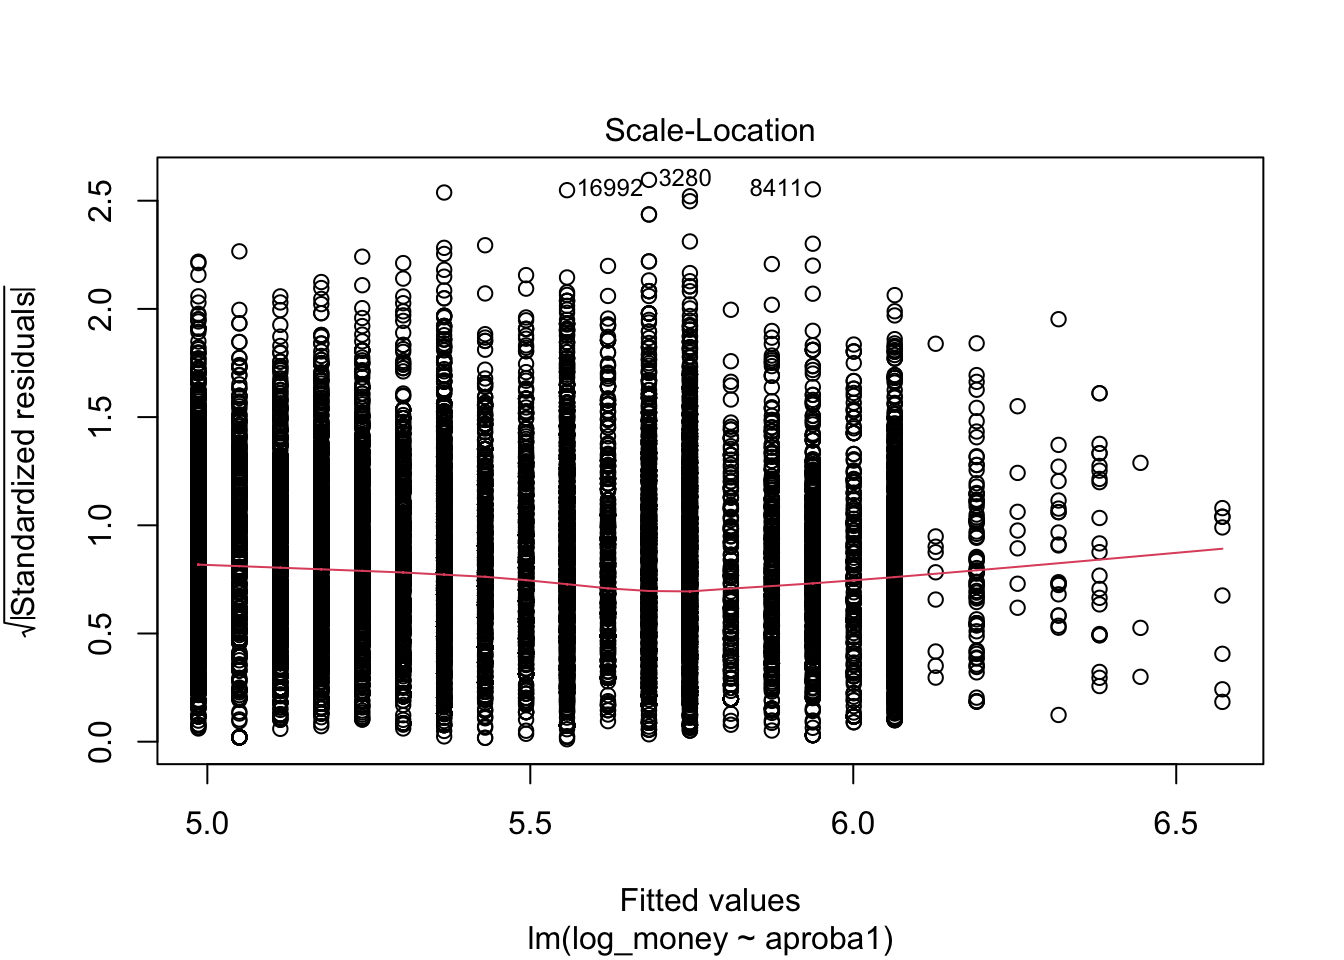 Scale-Location
√|Standardized residuals|
2.5
2.0
1.5
1.0
0.5
0.0
16992
3280
8411
5.0 5.5 6.0 6.5
Fitted values
lm(log_money ~ aproba1)